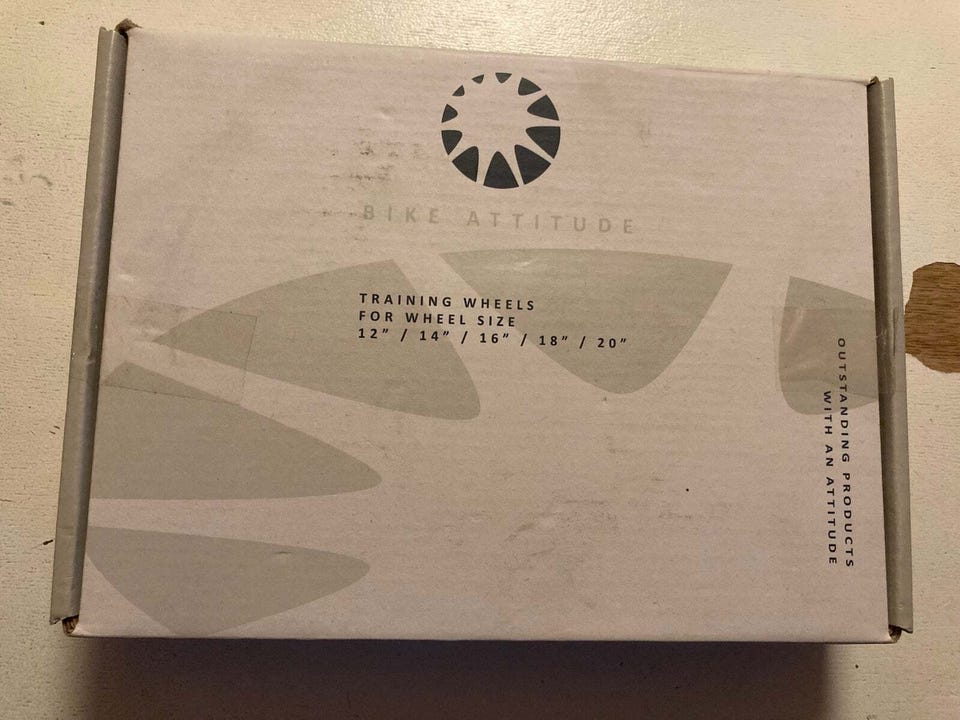 BIKE ATTITUDE
TRAINING WHEELS
FOR WHEEL SIZE
12” / 14” / 16” / 18” / 20”
OUTSTANDING PRODUCTS
WITH AN ATTITUDE